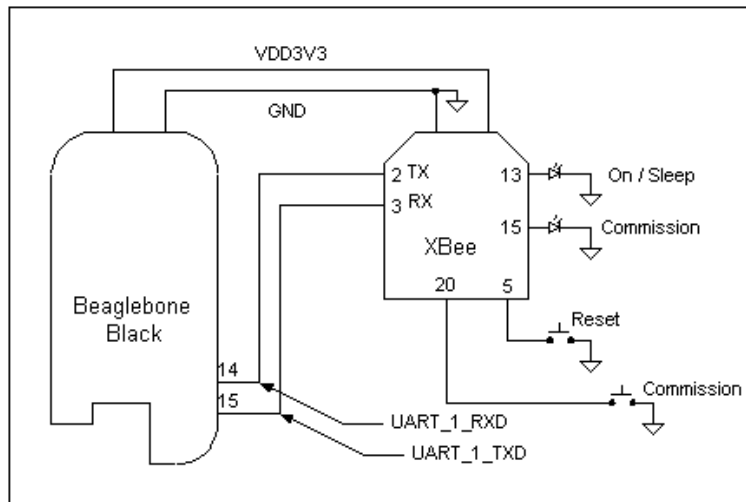 VDD3V3
GND
2 TX
3 RX
13
On / Sleep
15
Commission
XBee
20
5
Beaglebone
Black
Reset
14
15
Commission
UART_1_RXD
UART_1_TXD